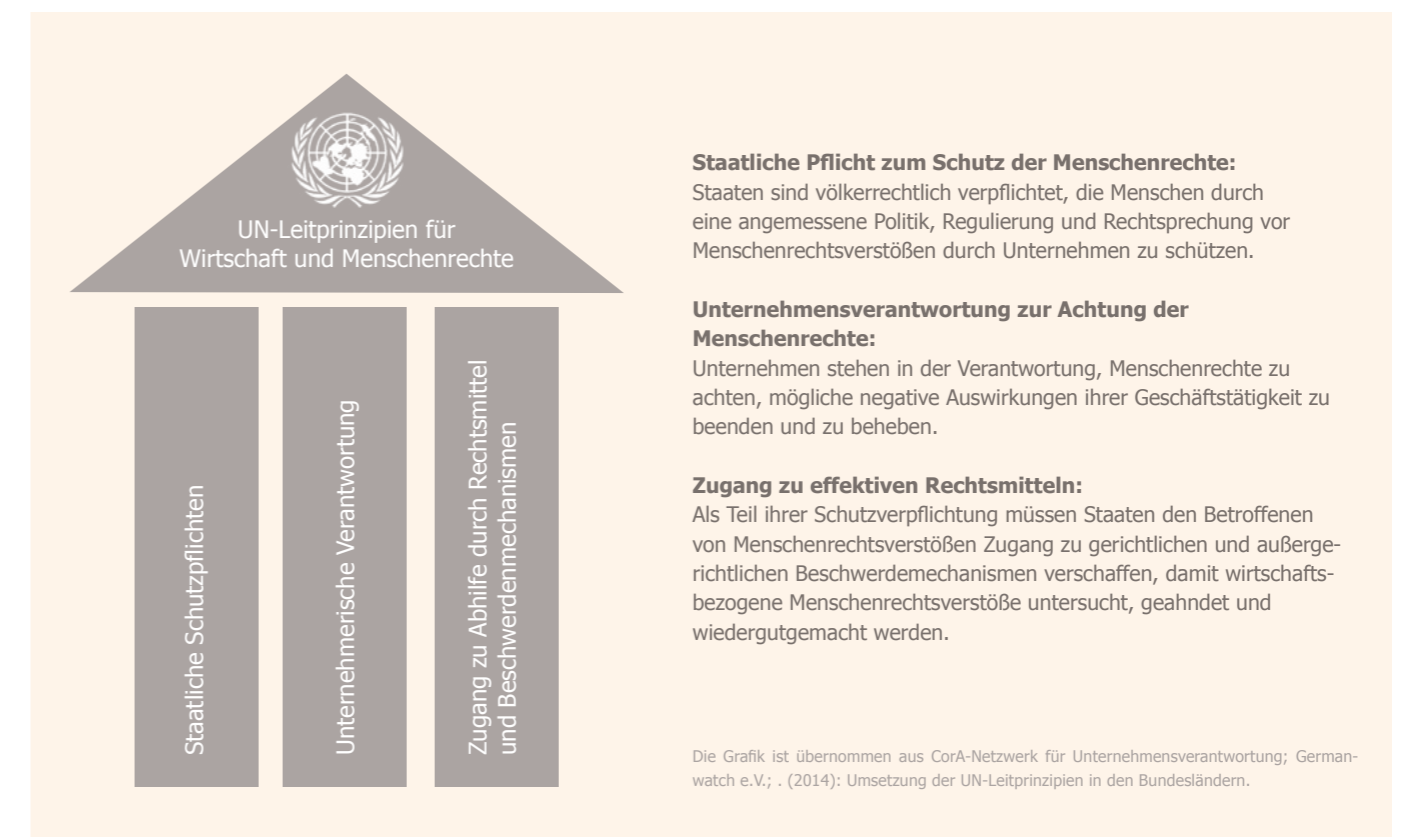 UN-Leitprinzipien für
Wirtschaft und Menschenrechte
Staatliche Schutzpflichten
Unternehmerische Verantwortung
Zugang zu Abhilfe durch Rechtsmittel
und Beschwerdenmechanismen
Staatliche Pflicht zum Schutz der Menschenrechte:
Staaten sind völkerrechtlich verpflichtet, die Menschen durch
eine angemessene Politik, Regulierung und Rechtsprechung vor
Menschenrechtsverstößen durch Unternehmen zu schützen.
Unternehmensverantwortung zur Achtung der
Menschenrechte:
Unternehmen stehen in der Verantwortung, Menschenrechte zu
achten, mögliche negative Auswirkungen ihrer Geschäftstätigkeit zu
beenden und zu beheben.
Zugang zu effektiven Rechtsmitteln:
Als Teil ihrer Schutzverpflichtung müssen Staaten den Betroffenen
von Menschenrechtsverstößen Zugang zu gerichtlichen und außerge-
richtlichen Beschwerdemechanismen verschaffen, damit wirtschafts-
bezogene Menschenrechtsverstöße untersucht, geahndet und
wiedergutgemacht werden.
Die Grafik ist übernommen aus CorA-Netzwerk für Unternehmensverantwortung; German-
watch e.V.; . (2014): Umsetzung der UN-Leitprinzipien in den Bundesländern.